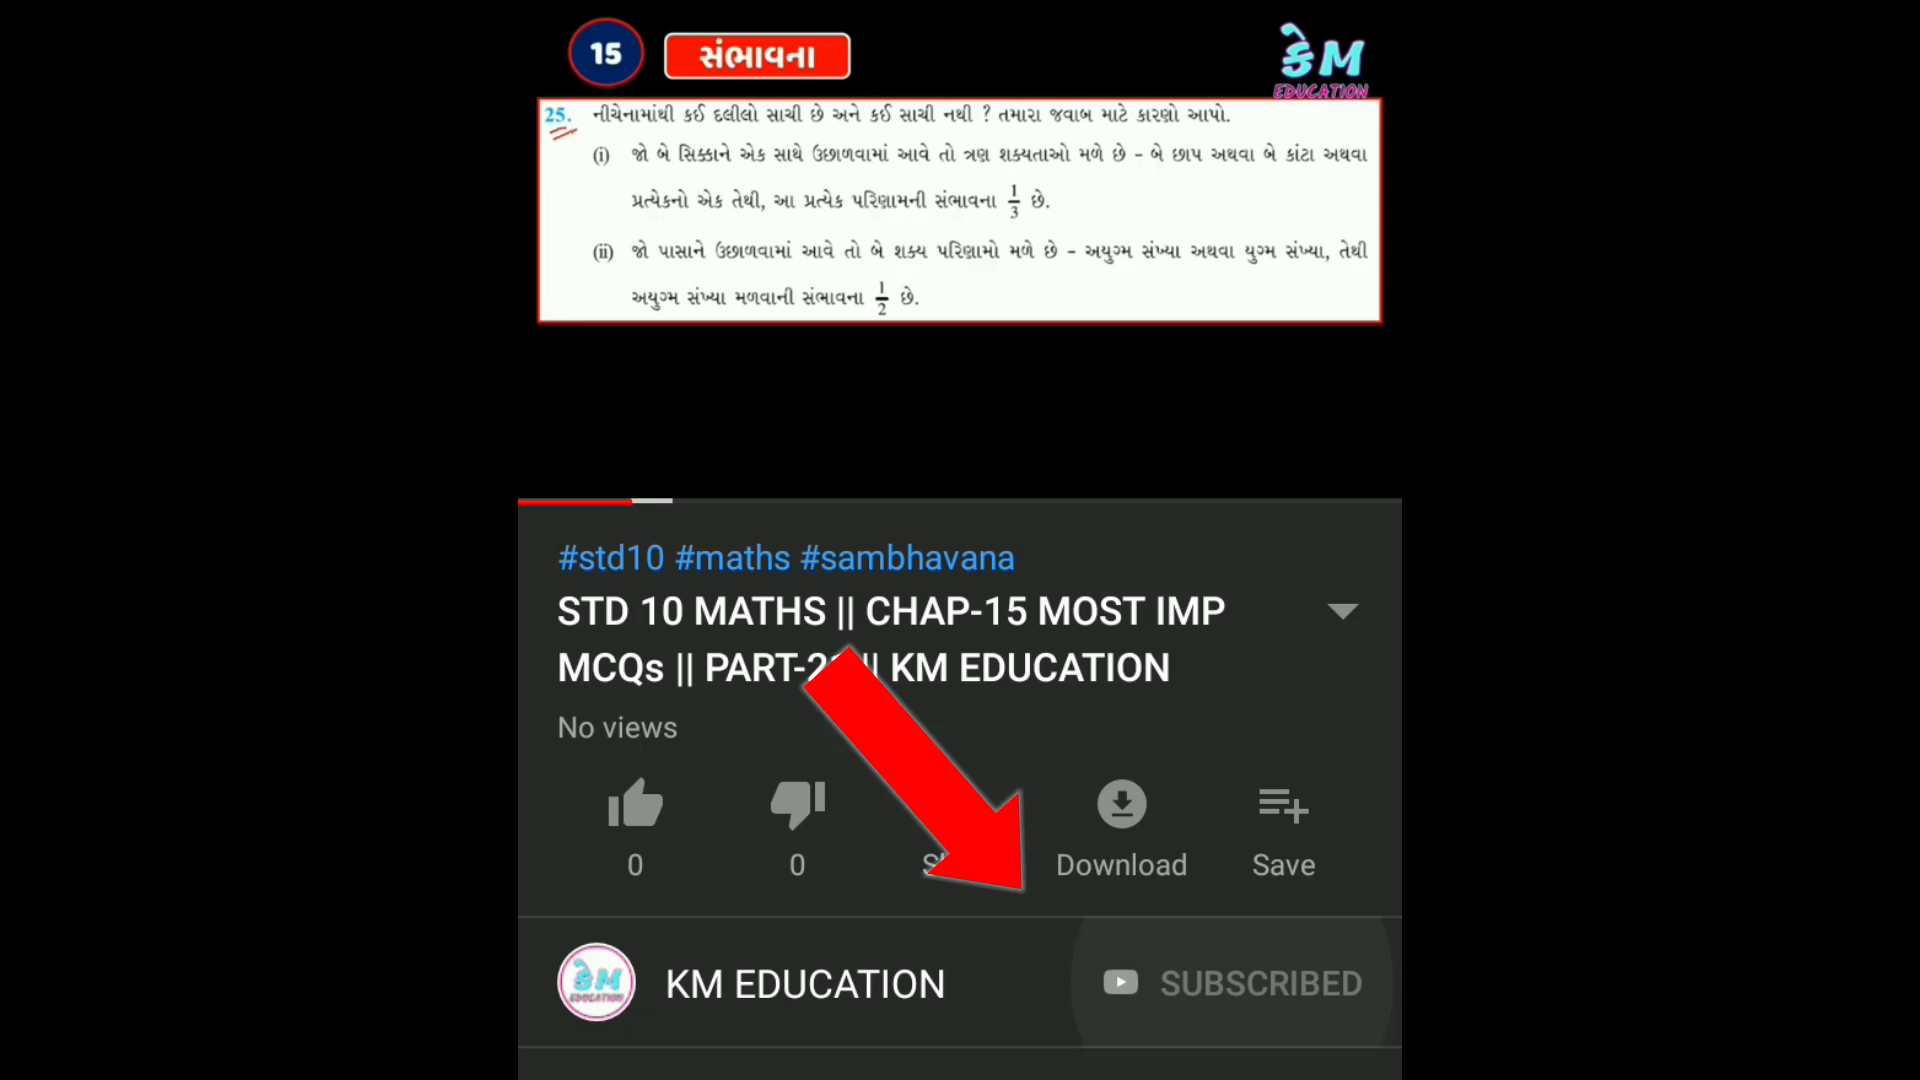 15 સંભાવના
કેM
EDUCATION
25. નીચેનામાંથી કઈ દલીલો સાચી છે અને કઈ સાચી નથી ? તમારા જવાબ માટે કારણો આપો.
(i) જો બે સિક્કાને એક સાથે ઉછાળવામાં આવે તો ત્રણ શક્યતાઓ મળે છે - બે છાપ અથવા બે કાંટા અથવા
પ્રત્યેકનો એક તેથી, આ પ્રત્યેક પરિણામની સંભાવના 1/3 છે.
(ii) જો પાસાને ઉછાળવામાં આવે તો બે શક્ય પરિણામો મળે છે - અયુગ્મ સંખ્યા અથવા યુગ્મ સંખ્યા, તેથી
અયુગ્મ સંખ્યા મળવાની સંભાવના 1/2 છે.
#std10 #maths #sambhavana
STD 10 MATHS || CHAP-15 MOST IMP
MCQs || PART-2 || KM EDUCATION
No views
0 0 Download Save
કેM
EDUCATION
KM EDUCATION SUBSCRIBED